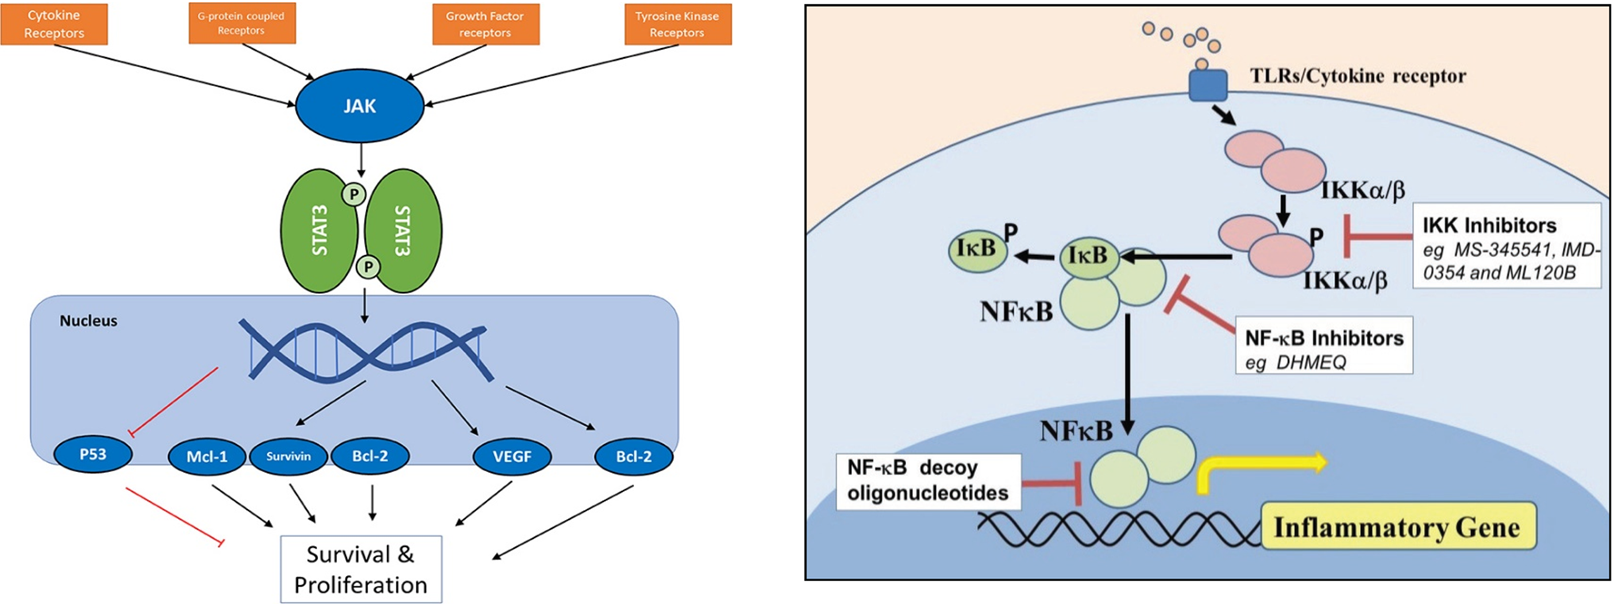 Cytokine
Receptors
G-protein coupled
Receptors
Growth Factor
receptors
Tyrosine Kinase
Receptors
JAK
STAT3
P
STAT3
P
Nucleus
P53
Mcl-1
Survivin
Bcl-2
VEGF
Bcl-2
Survival &
Proliferation
TLRs/Cytokine receptor
IKKα/β
P
IKKα/β
IKK Inhibitors
eg MS-345541, IMD-
0354 and ML120B
IκB
P
IκB
NFκB
NF-κB Inhibitors
eg DHMEQ
NFκB
NF-κB decoy
oligonucleotides
Inflammatory Gene